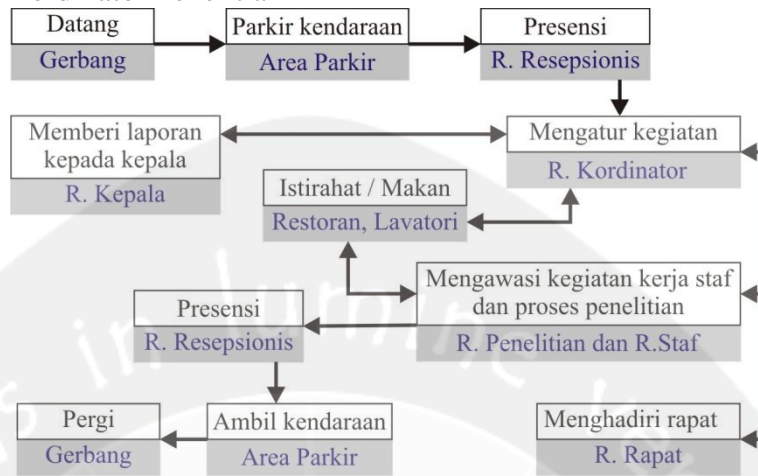 Datang
Gerbang
Parkir kendaraan
Area Parkir
Presensi
R. Resepsionis
Memberi laporan
kepada kepala
R. Kepala
Mengatur kegiatan
R. Kordinator
Istirahat / Makan
Restoran, Lavatori
Mengawasi kegiatan kerja staf
dan proses penelitian
R. Penelitian dan R.Staf
Presensi
R. Resepsionis
Pergi
Gerbang
Ambil kendaraan
Area Parkir
Menghadiri rapat
R. Rapat
in lumine